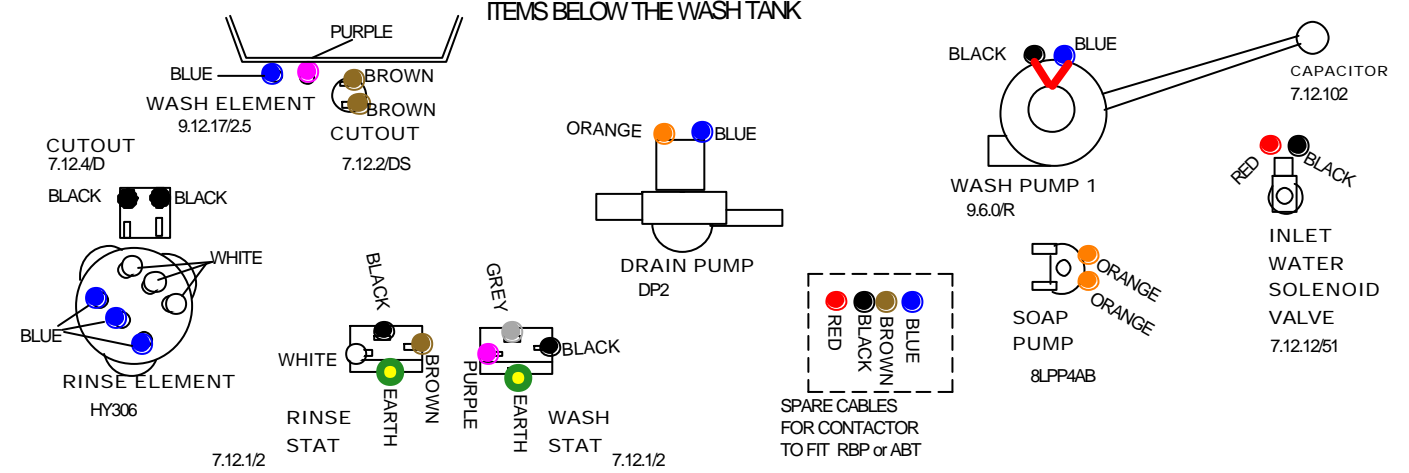 ITEMS BELOW THE WASH TANK
PURPLE
BLUE
BROWN
BROWN
WASH ELEMENT
9.12.17/2.5
CUTOUT
7.12.2/DS
CUTOUT
7.12.4/D
BLACK
BLACK
WHITE
BLUE
RINSE ELEMENT
HY306
BLACK
WHITE
BROWN
EARTH
RINSE
STAT
7.12.1/2
GREY
BLACK
PURPLE
EARTH
WASH
STAT
7.12.1/2
ORANGE
BLUE
DRAIN PUMP
DP2
RED
BLACK
BROWN
BLUE
SPARE CABLES
FOR CONTACTOR
TO FIT RBP or ABT
BLACK
BLUE
CAPACITOR
7.12.102
WASH PUMP 1
9.6.0/R
ORANGE
ORANGE
SOAP
PUMP
8LPP4AB
RED
BLACK
INLET
WATER
SOLENOID
VALVE
7.12.12/51